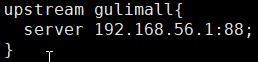 upstream gulimall{
  server 192.168.56.1:88;
}